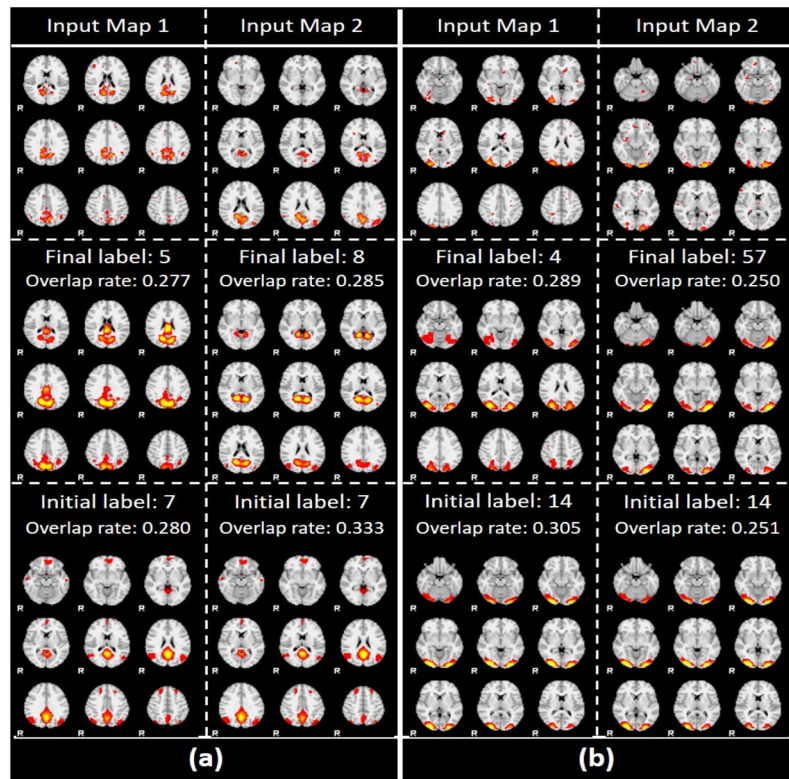 Input Map 1 Input Map 2 Input Map 1 Input Map 2
R R R R
R R R R
R R R R
Final label: 5 Final label: 8 Final label: 4 Final label: 57
Overlap rate: 0.277 Overlap rate: 0.285 Overlap rate: 0.289 Overlap rate: 0.250
R R R R
R R R R
R R R R
Initial label: 7 Initial label: 7 Initial label: 14 Initial label: 14
Overlap rate: 0.280 Overlap rate: 0.333 Overlap rate: 0.305 Overlap rate: 0.251
R R R R
R R R R
R R R R
(a) (b)